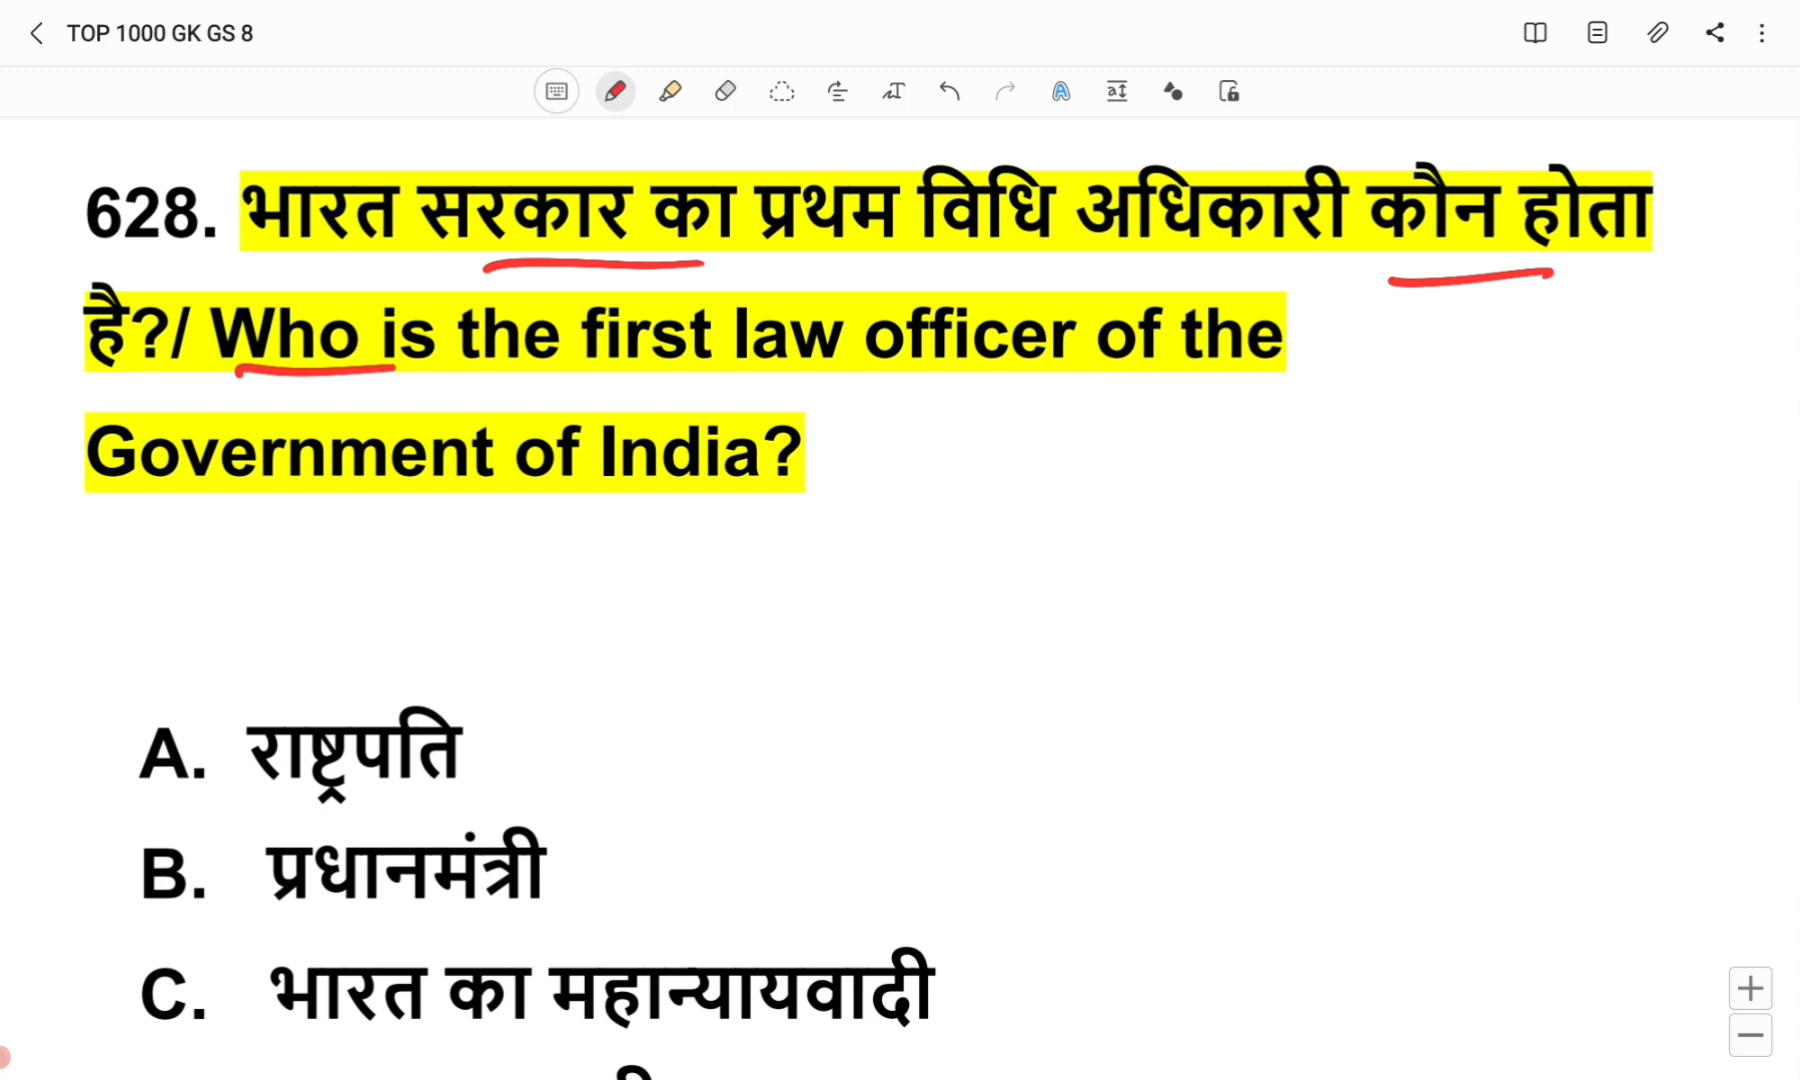 TOP 1000 GK GS 8
628. भारत सरकार का प्रथम विधि अधिकारी कौन होता
है?/ Who is the first law officer of the
Government of India?
A. राष्ट्रपति
B. प्रधानमंत्री
C. भारत का महान्यायवादी